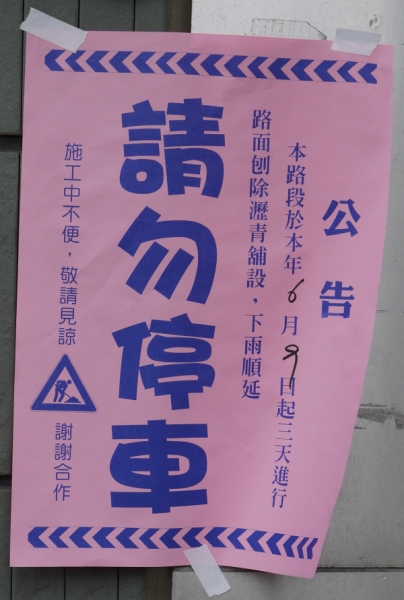 公告
本路段於本年6月9日起三天進行
路面刨除瀝青舖設，下雨順延
請勿停車
施工中不便，敬請見諒
謝謝合作